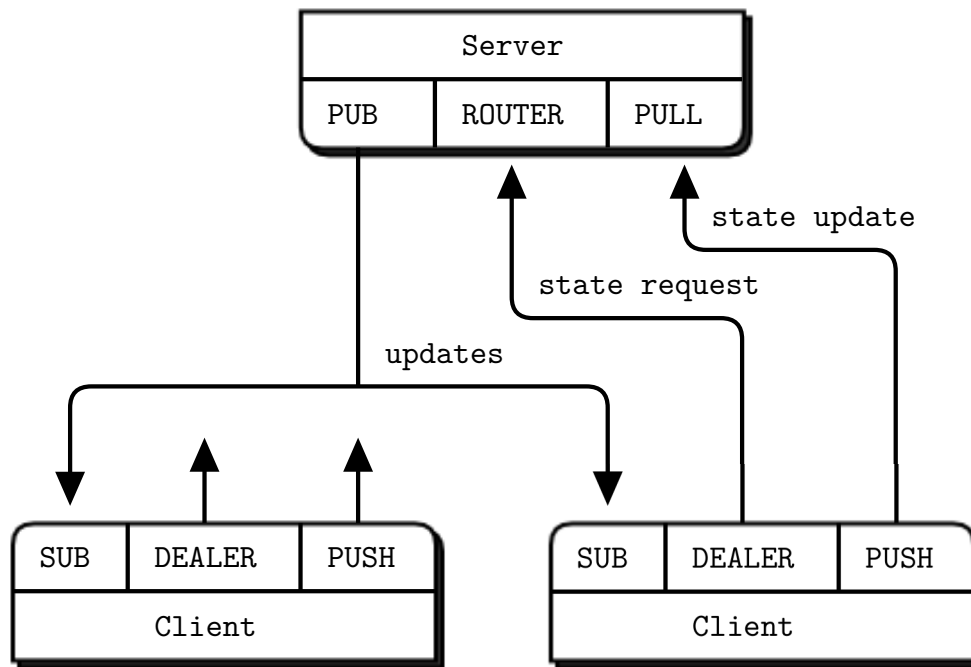 Server
PUB ROUTER PULL
state update
state request
updates
SUB DEALER PUSH SUB DEALER PUSH
Client Client